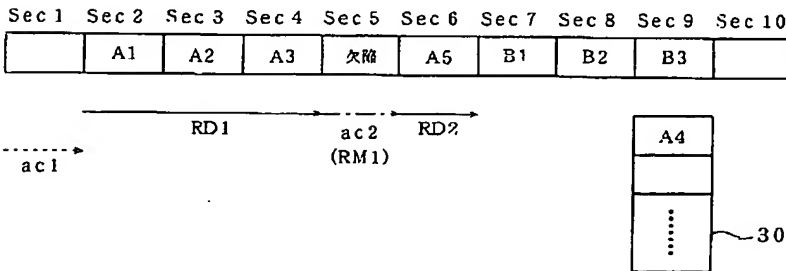 Sec 1 Sec 2 Sec 3 Sec 4 Sec 5 Sec 6 Sec 7 Sec 8 Sec 9 Sec 10
A1 A2 A3 欠陥 A5 B1 B2 B3
RD1 ac2 RD2
(RM1)
ac1
A4
30